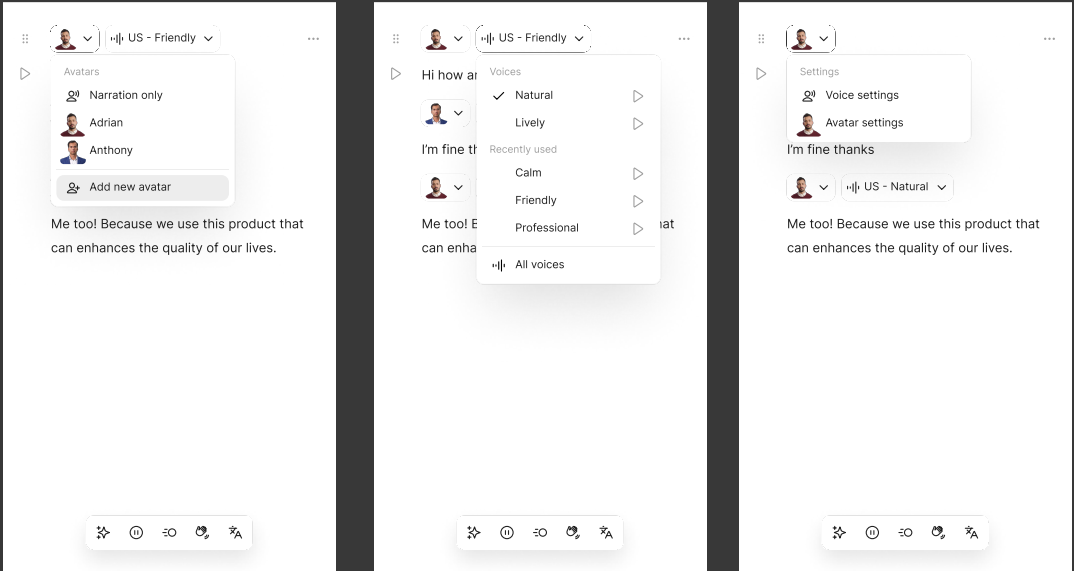 US - Friendly
Avatars
Narration only
Adrian
Anthony
Add new avatar
Me too! Because we use this product that
can enhances the quality of our lives.
US - Friendly
Hi how
Voices
Natural
Lively
I'm fine
Recently used
Calm
Friendly
Professional
Me too!
can
All voices
Settings
Voice settings
Avatar settings
I'm fine thanks
US - Natural
Me too! Because we use this product that
can enhances the quality of our lives.